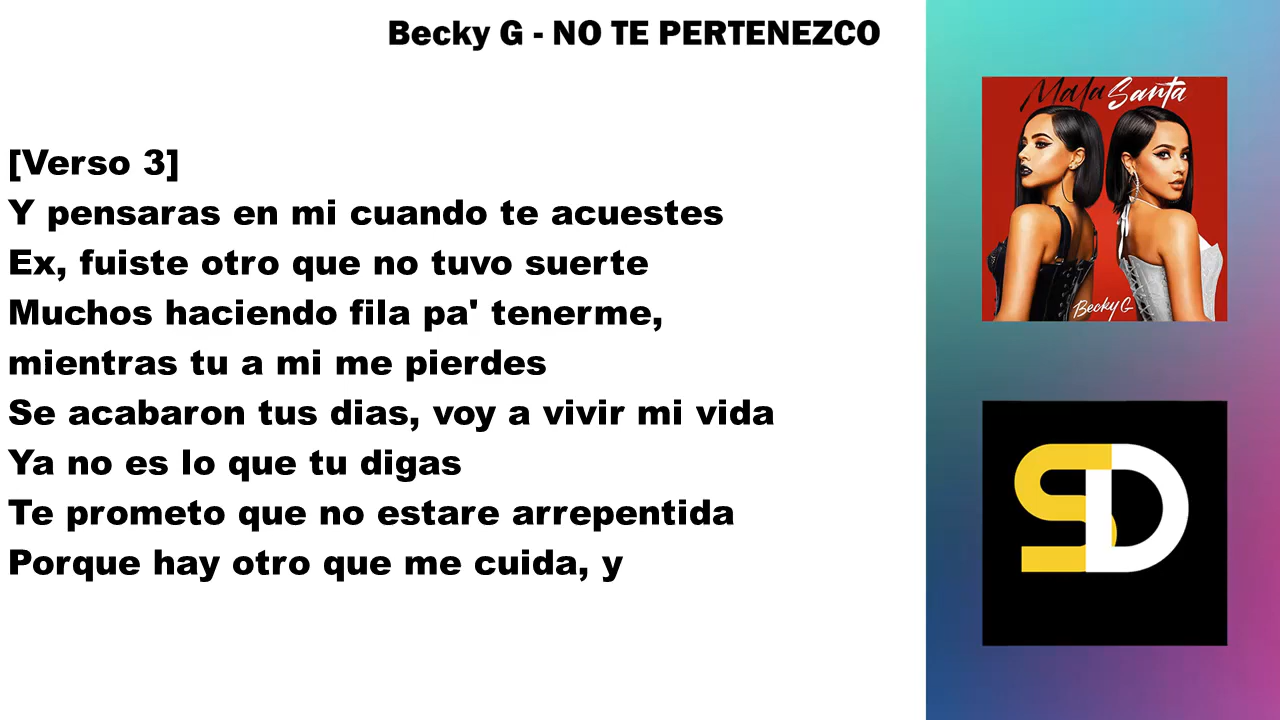 Becky G - NO TE PERTENEZCO
[Verso 3]
Y pensaras en mi cuando te acuestes
Ex, fuiste otro que no tuvo suerte
Muchos haciendo fila pa' tenerme,
mientras tu a mi me pierdes
Se acabaron tus dias, voy a vivir mi vida
Ya no es lo que tu digas
Te prometo que no estare arrepentida
Porque hay otro que me cuida, y
Mala Santa
Becky G
SD